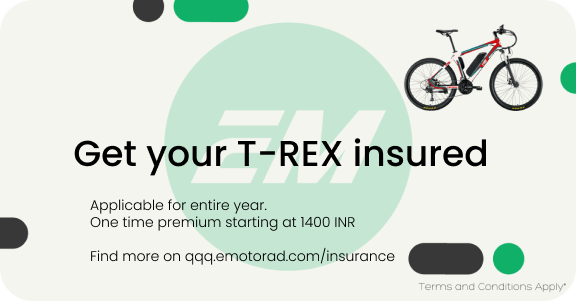 EM
Get your T-REX insured
Applicable for entire year.
One time premium starting at 1400 INR
Find more on qqq.emotorad.com/insurance
Terms and Conditions Apply*